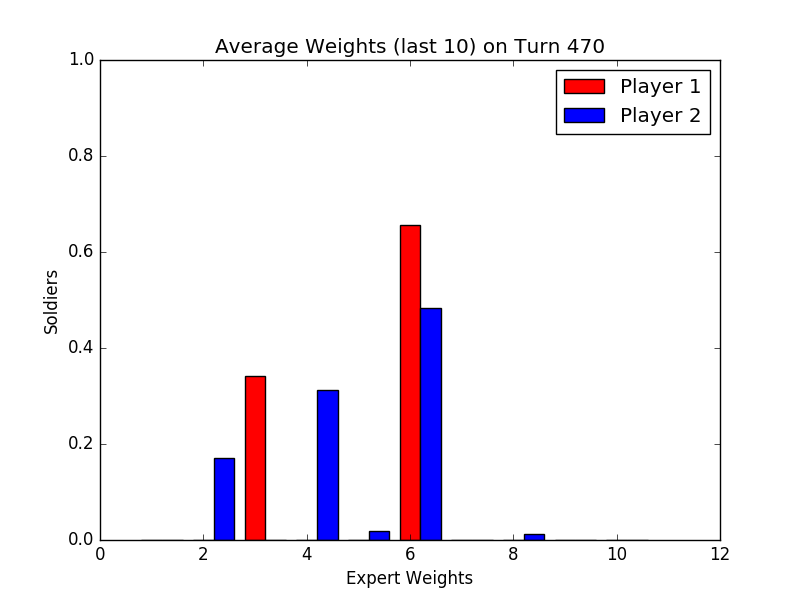 Average Weights (last 10) on Turn 470
1.0
0.8
0.6
0.4
0.2
0.0
Soldiers
Player 1
Player 2
0 2 4 6 8 10 12
Expert Weights